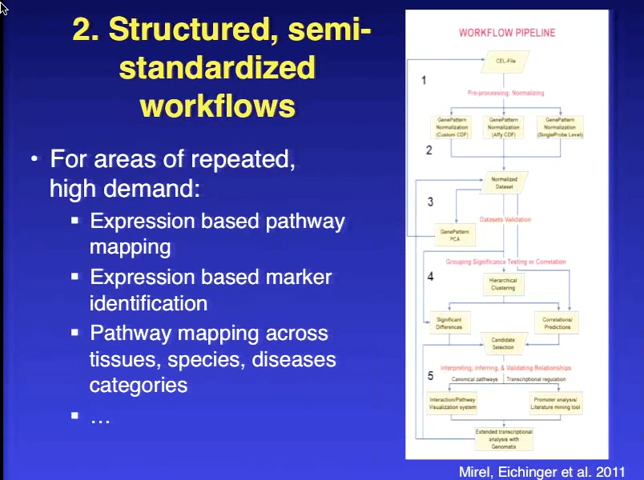 2. Structured, semi-
standardized
workflows
• For areas of repeated,
high demand:
▪ Expression based pathway
mapping
▪ Expression based marker
identification
▪ Pathway mapping across
tissues, species, diseases
categories
▪ …
WORKFLOW PIPELINE
CEL-File
1
Pre-processing: Normalizing
GenePattern
Normalization
(Custom CDF)
GenePattern
Normalization
(Affy CDF)
GenePattern
Normalization
(SingleProbe Level)
2
Normalized
Dataset
3
Datasets Validation
GenePattern
PCA
Grouping Significance Testing or Correlation
4
Hierarchical
Clustering
Significant
Differences
Correlations/
Predictions
Candidate
Selection
Interpreting, Inferring, & Validating Relationships
5
Canonical pathways
Transcriptional regulation
Interaction/Pathway
Visualization system
Promoter analysis/
Literature mining tool
Extended transcriptional
analysis with
Genomatix
Mirel, Eichinger et al. 2011